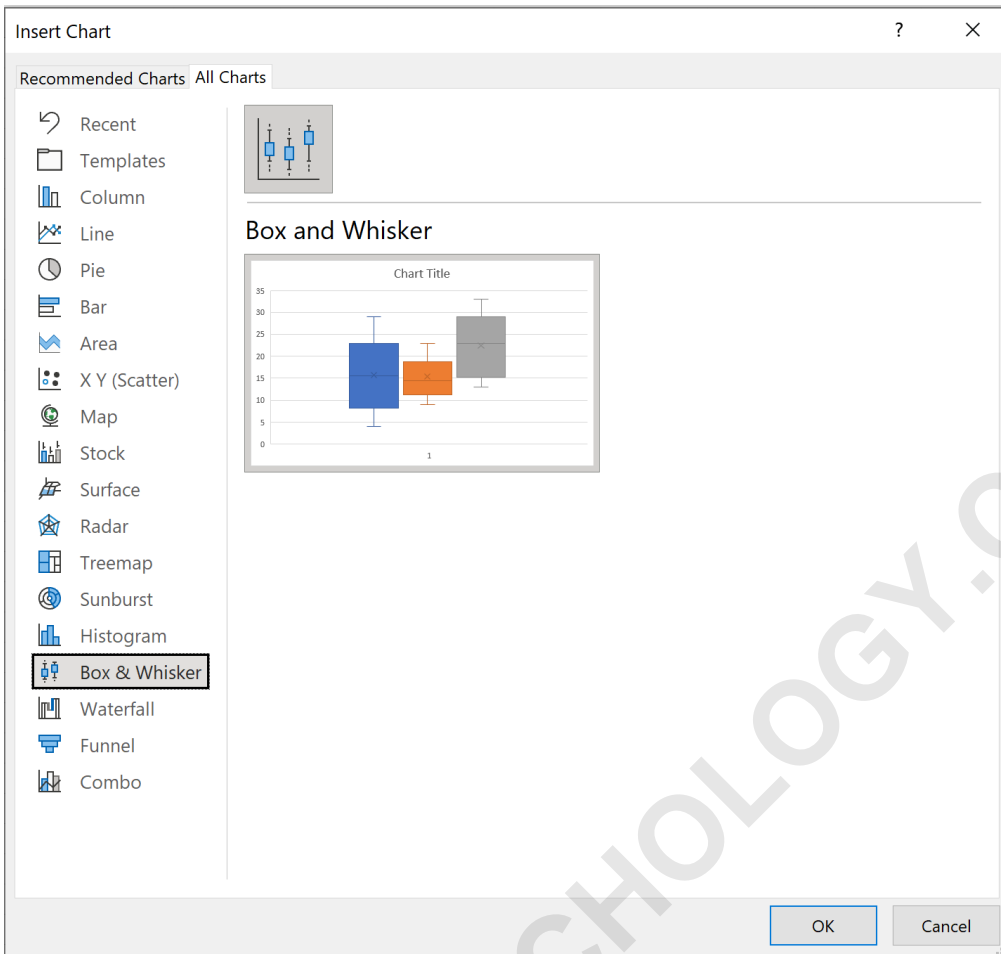 Insert Chart ? ×
Recommended Charts All Charts
Recent
Templates
Column
Line
Pie
Bar
Area
X Y (Scatter)
Map
Stock
Surface
Radar
Treemap
Sunburst
Histogram
Box & Whisker
Waterfall
Funnel
Combo
Box and Whisker
Chart Title
35
30
25
20
15
10
5
0
1
OK Cancel
CHOLOGY.C